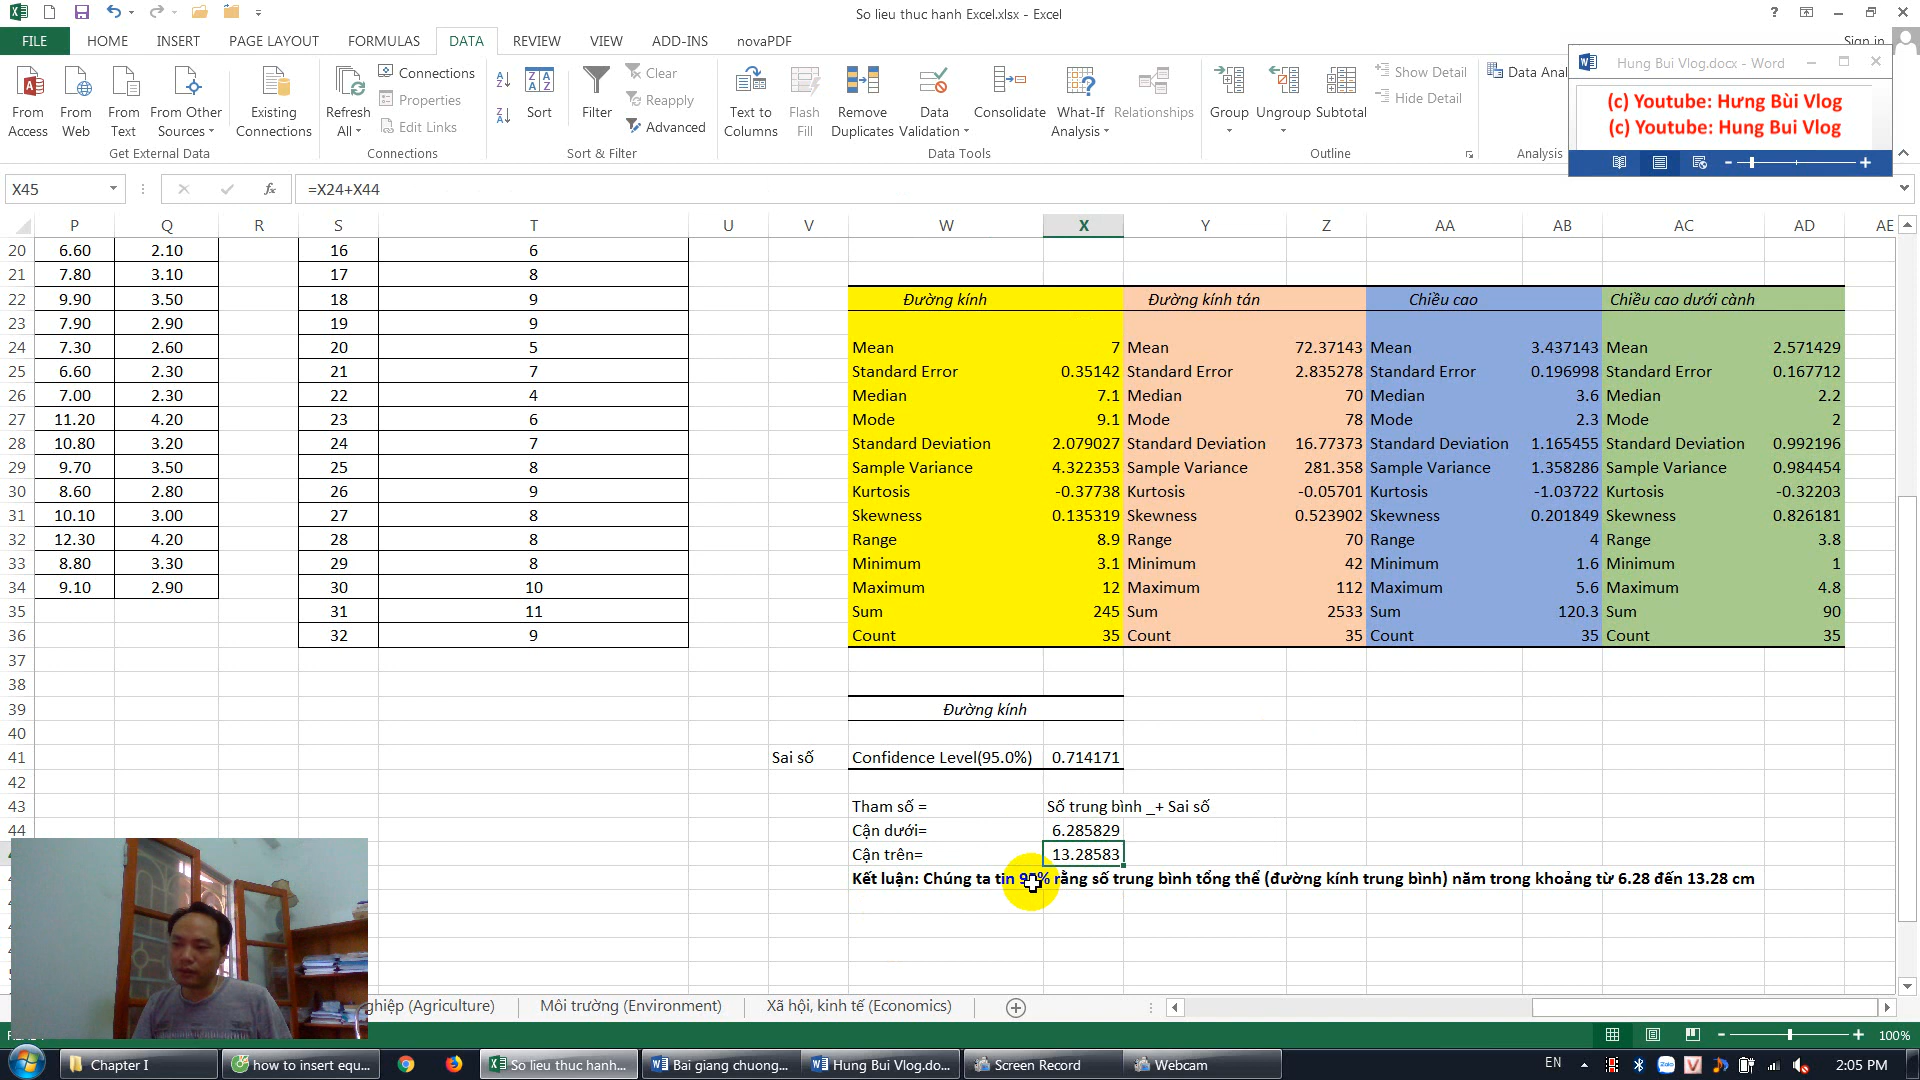 So lieu thuc hanh Excel.xlsx - Excel
FILE HOME INSERT PAGE LAYOUT FORMULAS DATA REVIEW VIEW ADD-INS novaPDF Sign in
Hung Bui Vlog.docx - Word
(c) Youtube: Hưng Bùi Vlog
(c) Youtube: Hung Bui Vlog
From Access From Web From Text From Other Sources Existing Connections
Refresh All Connections Properties Edit Links
Sort Filter Clear Reapply Advanced
Text to Columns Flash Fill Remove Duplicates Data Validation Consolidate What-If Analysis Relationships
Group Ungroup Subtotal Show Detail Hide Detail
Data Anal
Get External Data Connections Sort & Filter Data Tools Outline Analysis
X45 fx =X24+X44
P Q R S T U V W X Y Z AA AB AC AD AE
20 6.60 2.10 16 6
21 7.80 3.10 17 8
22 9.90 3.50 18 9 Đường kính Đường kính tán Chiều cao Chiều cao dưới cành
23 7.90 2.90 19 9
24 7.30 2.60 20 5 Mean 7 Mean 72.37143 Mean 3.437143 Mean 2.571429
25 6.60 2.30 21 7 Standard Error 0.35142 Standard Error 2.835278 Standard Error 0.196998 Standard Error 0.167712
26 7.00 2.30 22 4 Median 7.1 Median 70 Median 3.6 Median 2.2
27 11.20 4.20 23 6 Mode 9.1 Mode 78 Mode 2.3 Mode 2
28 10.80 3.20 24 7 Standard Deviation 2.079027 Standard Deviation 16.77373 Standard Deviation 1.165455 Standard Deviation 0.992196
29 9.70 3.50 25 8 Sample Variance 4.322353 Sample Variance 281.358 Sample Variance 1.358286 Sample Variance 0.984454
30 8.60 2.80 26 9 Kurtosis -0.37738 Kurtosis -0.05701 Kurtosis -1.03722 Kurtosis -0.32203
31 10.10 3.00 27 8 Skewness 0.135319 Skewness 0.523902 Skewness 0.201849 Skewness 0.826181
32 12.30 4.20 28 8 Range 8.9 Range 70 Range 4 Range 3.8
33 8.80 3.30 29 8 Minimum 3.1 Minimum 42 Minimum 1.6 Minimum 1
34 9.10 2.90 30 10 Maximum 12 Maximum 112 Maximum 5.6 Maximum 4.8
35 31 11 Sum 245 Sum 2533 Sum 120.3 Sum 90
36 32 9 Count 35 Count 35 Count 35 Count 35
37
38
39 Đường kính
40
41 Sai số Confidence Level(95.0%) 0.714171
42
43 Tham số = Số trung bình _+ Sai số
44 Cận dưới= 6.285829
Cận trên= 13.28583
Kết luận: Chúng ta tin rằng số trung bình tổng thể (đường kính trung bình) năm trong khoảng từ 6.28 đến 13.28 cm
ghiệp (Agriculture) Môi trường (Environment) Xã hội, kinh tế (Economics)
100%
Chapter I how to insert equ... So lieu thuc hanh... Bai giang chuong... Hung Bui Vlog.do... Screen Record Webcam EN 2:05 PM